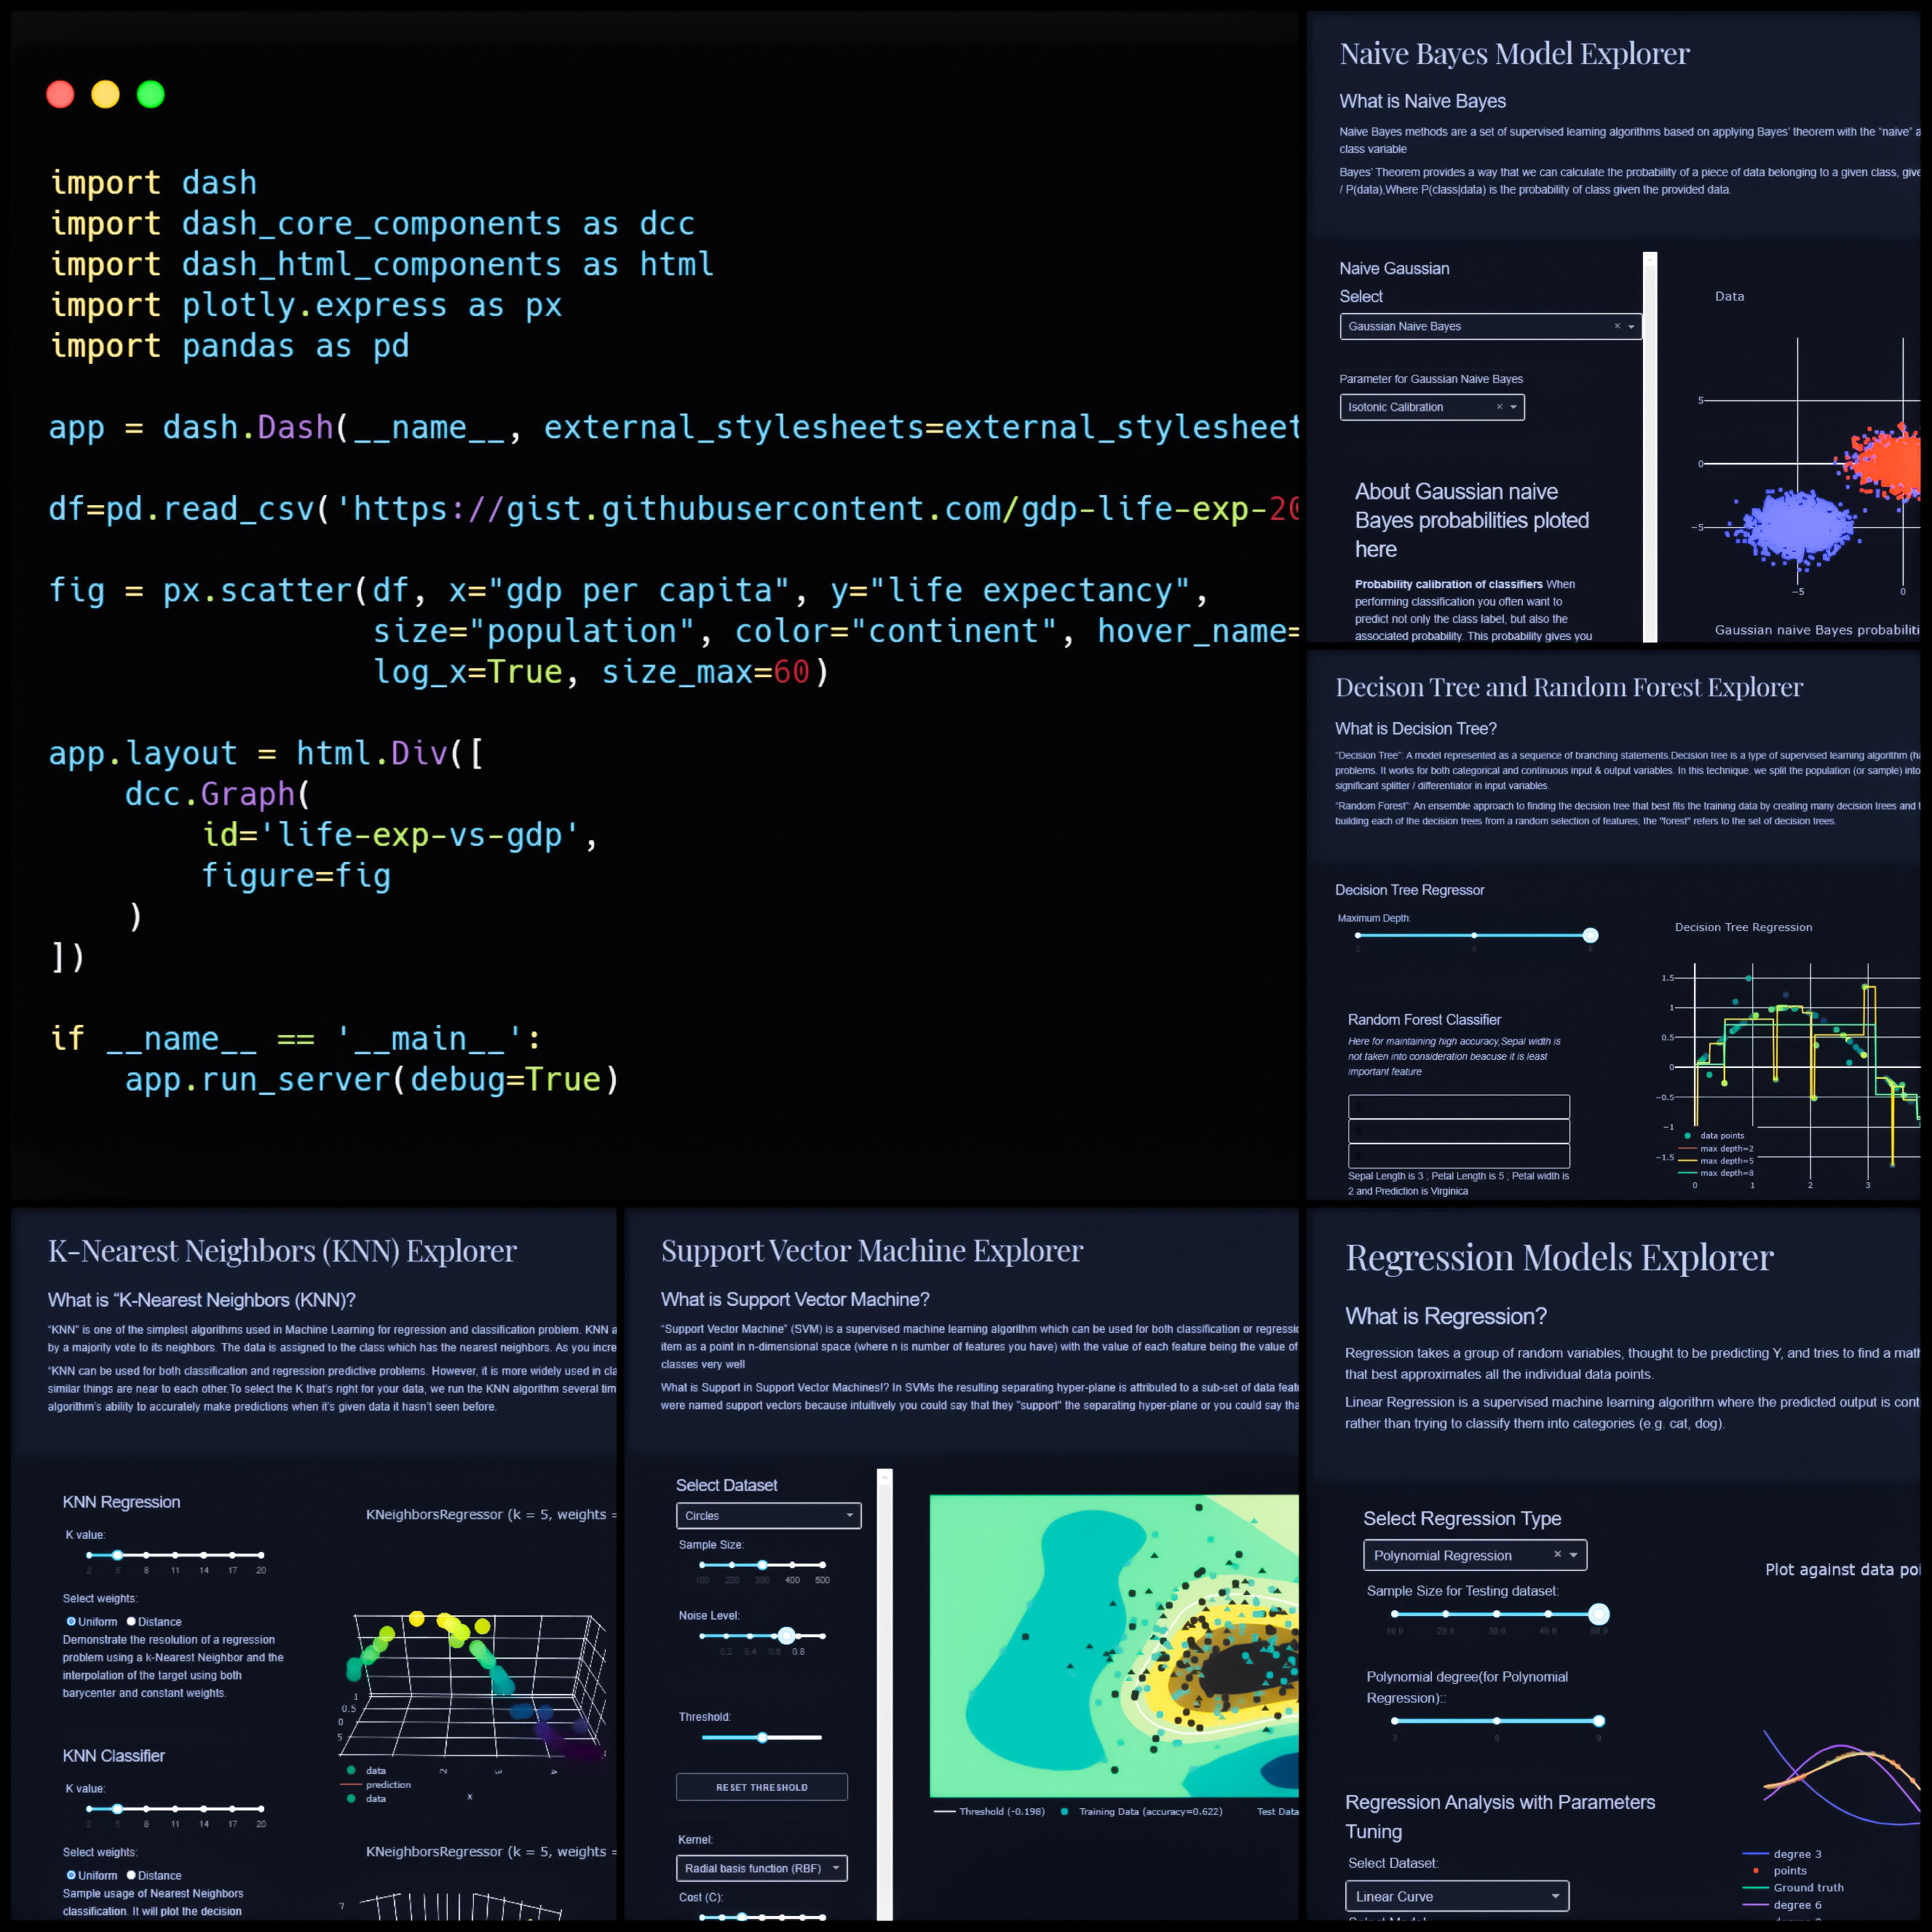 import dash
import dash_core_components as dcc
import dash_html_components as html
import plotly.express as px
import pandas as pd
app = dash.Dash(__name__, external_stylesheets=external_stylesheet
df=pd.read_csv('https://gist.githubusercontent.com/gdp-life-exp-20
fig = px.scatter(df, x="gdp per capita", y="life expectancy",
size="population", color="continent", hover_name=
log_x=True, size_max=60)
app.layout = html.Div([
dcc.Graph(
id='life-exp-vs-gdp',
figure=fig
)
])
if __name__ == '__main__':
app.run_server(debug=True)
Naive Bayes Model Explorer
What is Naive Bayes
Naive Bayes methods are a set of supervised learning algorithms based on applying Bayes' theorem with the “naive” a
class variable
Bayes' Theorem provides a way that we can calculate the probability of a piece of data belonging to a given class, give
/ P(data),Where P(class|data) is the probability of class given the provided data.
Naive Gaussian
Select
Gaussian Naive Bayes
Parameter for Gaussian Naive Bayes
Isotonic Calibration
About Gaussian naive
Bayes probabilities ploted
here
Probability calibration of classifiers When
performing classification you often want to
predict not only the class label, but also the
associated probability. This probability gives you
Data
5
0
−5
−5 0
Gaussian naive Bayes probabiliti
Decison Tree and Random Forest Explorer
What is Decision Tree?
“Decision Tree”: A model represented as a sequence of branching statements.Decision tree is a type of supervised learning algorithm (ha
problems. It works for both categorical and continuous input & output variables. In this technique, we split the population (or sample) into
significant splitter / differentiator in input variables.
“Random Forest”: An ensemble approach to finding the decision tree that best fits the training data by creating many decision trees and t
building each of the decision trees from a random selection of features; the "forest" refers to the set of decision trees.
Decision Tree Regressor
Maximum Depth:
Random Forest Classifier
Here for maintaining high accuracy,Sepal width is
not taken into consideration beacuse it is least
important feature
Sepal Length is 3 ; Petal Length is 5 ; Petal width is
2 and Prediction is Virginica
Decision Tree Regression
1.5
1
0.5
0
−0.5
−1
−1.5
data points
max depth=2
max depth=5
max depth=8
0 1 2 3
K-Nearest Neighbors (KNN) Explorer
What is “K-Nearest Neighbors (KNN)?
“KNN” is one of the simplest algorithms used in Machine Learning for regression and classification problem. KNN a
by a majority vote to its neighbors. The data is assigned to the class which has the nearest neighbors. As you incre
“KNN can be used for both classification and regression predictive problems. However, it is more widely used in cla
similar things are near to each other.To select the K that’s right for your data, we run the KNN algorithm several tim
algorithm’s ability to accurately make predictions when it’s given data it hasn’t seen before.
KNN Regression
K value:
2 5 8 11 14 17 20
Select weights:
Uniform Distance
Demonstrate the resolution of a regression
problem using a k-Nearest Neighbor and the
interpolation of the target using both
barycenter and constant weights.
KNN Classifier
K value:
2 5 8 11 14 17 20
Select weights:
Uniform Distance
Sample usage of Nearest Neighbors
classification. It will plot the decision
KNeighborsRegressor (k = 5, weights =
1
0.5
0
5
2 3 4
x
data
prediction
data
KNeighborsRegressor (k = 5, weights =
7
Support Vector Machine Explorer
What is Support Vector Machine?
“Support Vector Machine” (SVM) is a supervised machine learning algorithm which can be used for both classification or regressio
item as a point in n-dimensional space (where n is number of features you have) with the value of each feature being the value of
classes very well
What is Support in Support Vector Machines!? In SVMs the resulting separating hyper-plane is attributed to a sub-set of data feat
were named support vectors because intuitively you could say that they "support" the separating hyper-plane or you could say tha
Select Dataset
Circles
Sample Size:
100 200 300 400 500
Noise Level:
0.2 0.4 0.6 0.8
Threshold:
RESET THRESHOLD
Kernel:
Radial basis function (RBF)
Cost (C):
Threshold (-0.198) Training Data (accuracy=0.622) Test Data
Regression Models Explorer
What is Regression?
Regression takes a group of random variables, thought to be predicting Y, and tries to find a math
that best approximates all the individual data points.
Linear Regression is a supervised machine learning algorithm where the predicted output is cont
rather than trying to classify them into categories (e.g. cat, dog).
Select Regression Type
Polynomial Regression
Sample Size for Testing dataset:
10.0 20.0 30.0 40.0 50.0
Polynomial degree(for Polynomial
Regression)::
3 6 9
Regression Analysis with Parameters
Tuning
Select Dataset:
Linear Curve
Plot against data poi
degree 3
points
Ground truth
degree 6